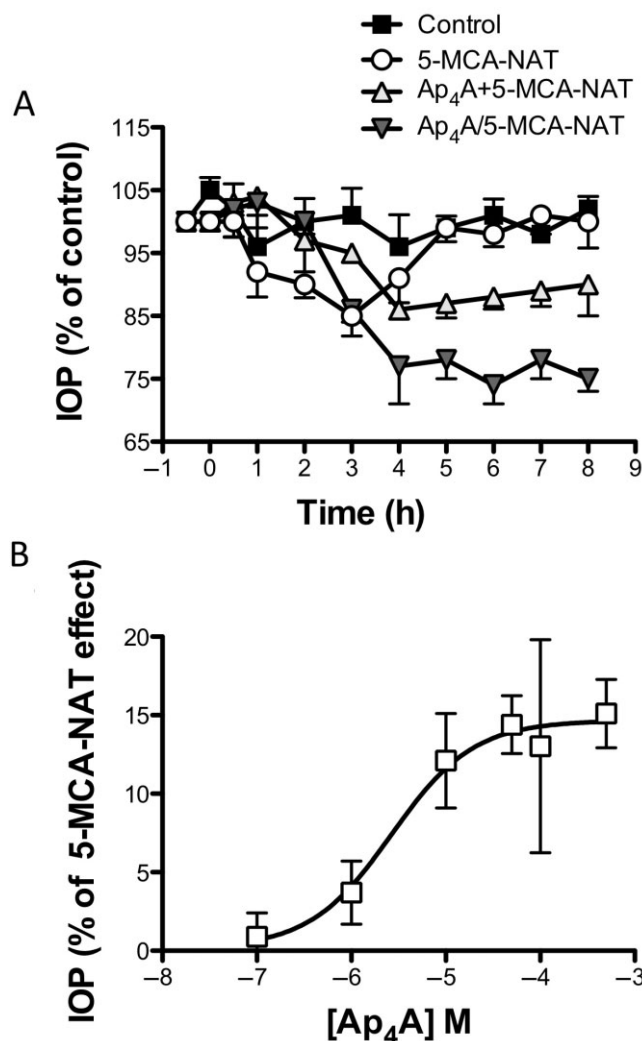 Control
5-MCA-NAT
Ap₄A+5-MCA-NAT
Ap₄A/5-MCA-NAT
A
IOP (% of control)
115
105
95
85
75
65
–1 0 1 2 3 4 5 6 7 8 9
Time (h)
B
IOP (% of 5-MCA-NAT effect)
20
15
10
5
0
–8 –7 –6 –5 –4 –3
[Ap₄A] M